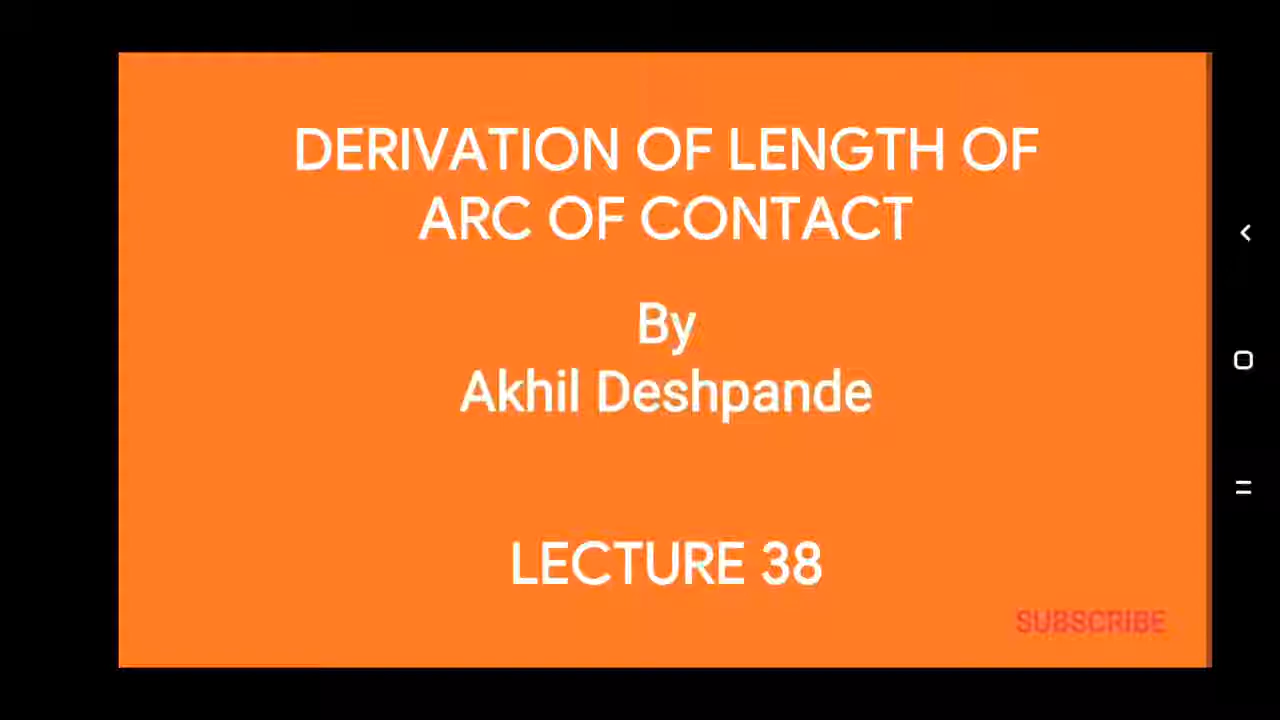 DERIVATION OF LENGTH OF
ARC OF CONTACT
By
Akhil Deshpande
LECTURE 38
SUBSCRIBE